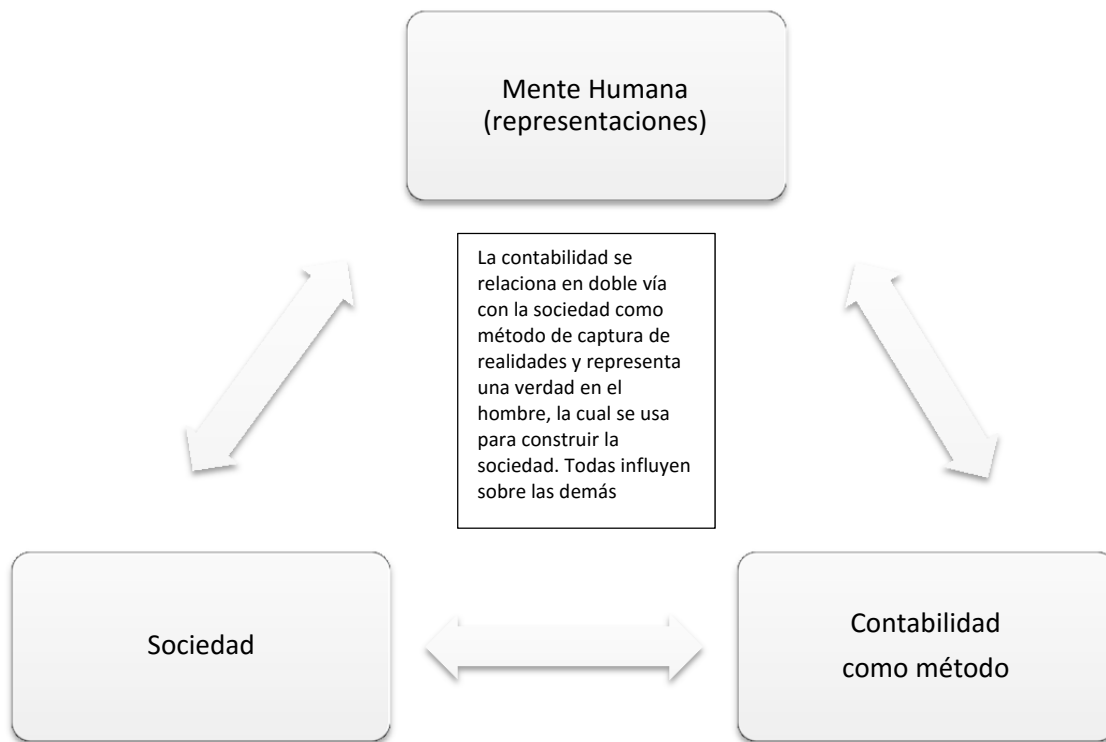 Mente Humana
(representaciones)
La contabilidad se
relaciona en doble vía
con la sociedad como
método de captura de
realidades y representa
una verdad en el
hombre, la cual se usa
para construir la
sociedad. Todas influyen
sobre las demás
Sociedad
Contabilidad
como método